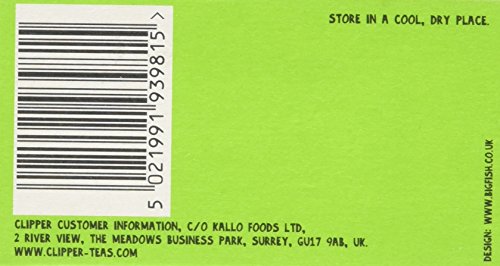 STORE IN A COOL, DRY PLACE.
5 021991 939815 >
CLIPPER CUSTOMER INFORMATION, C/O KALLO FOODS LTD,
2 RIVER VIEW, THE MEADOWS BUSINESS PARK, SURREY, GU17 9AB, UK.
WWW.CLIPPER-TEAS.COM
DESIGN: WWW.BIGFISH.CO.UK